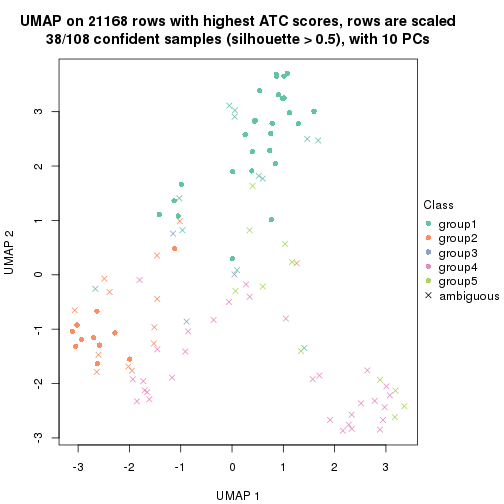 UMAP on 21168 rows with highest ATC scores, rows are scaled
38/108 confident samples (silhouette > 0.5), with 10 PCs
3
2
1
0
-1
-2
-3
UMAP 2
-3
-2
-1
0
1
2
3
UMAP 1
Class
group1
group2
group3
group4
group5
ambiguous